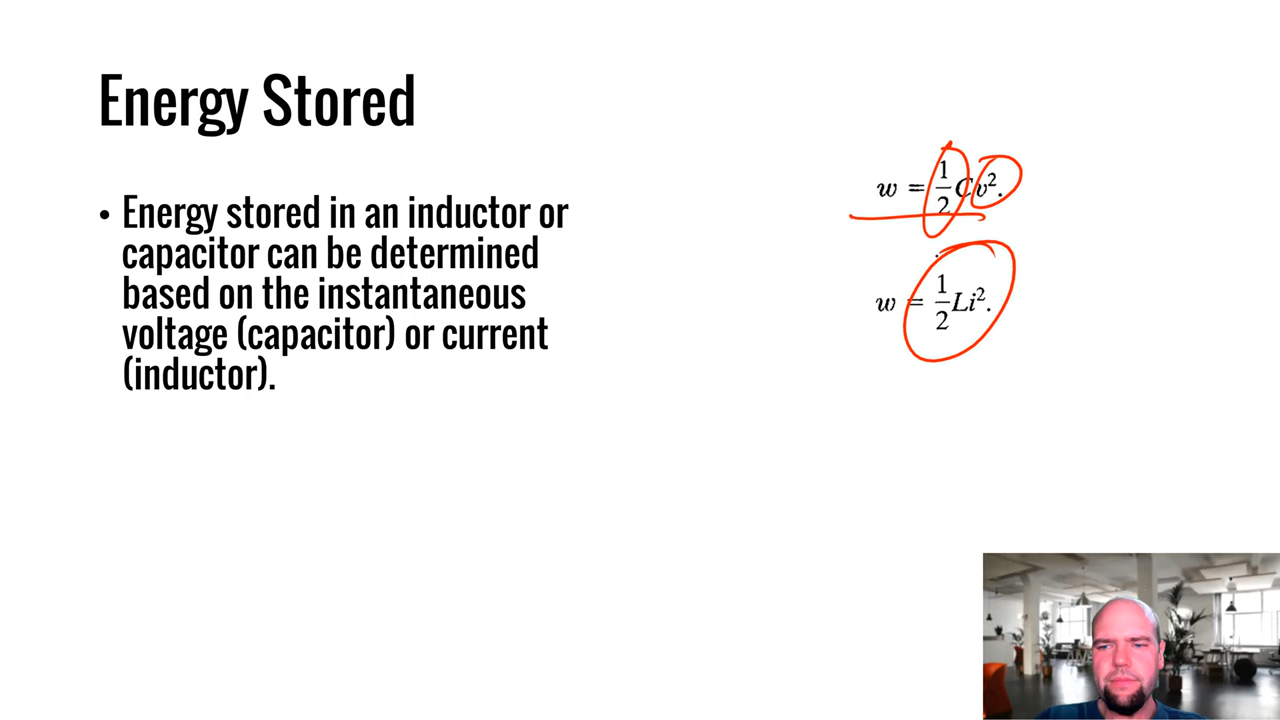 Energy Stored
• Energy stored in an inductor or
capacitor can be determined
based on the instantaneous
voltage (capacitor) or current
(inductor).
w = 1/2 Cv².
w = 1/2 Li².